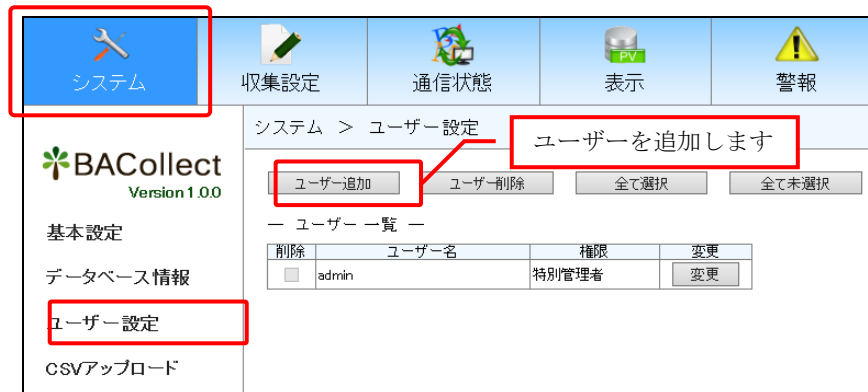 システム
収集設定
通信状態
PV
表示
警報
システム ＞ ユーザー設定
ユーザーを追加します
BACollect
Version 1.0.0
ユーザー追加
ユーザー削除
全て選択
全て未選択
― ユーザー 一覧 ―
削除 ユーザー名 権限 変更
admin 特別管理者 変更
基本設定
データベース情報
ユーザー設定
CSVアップロード